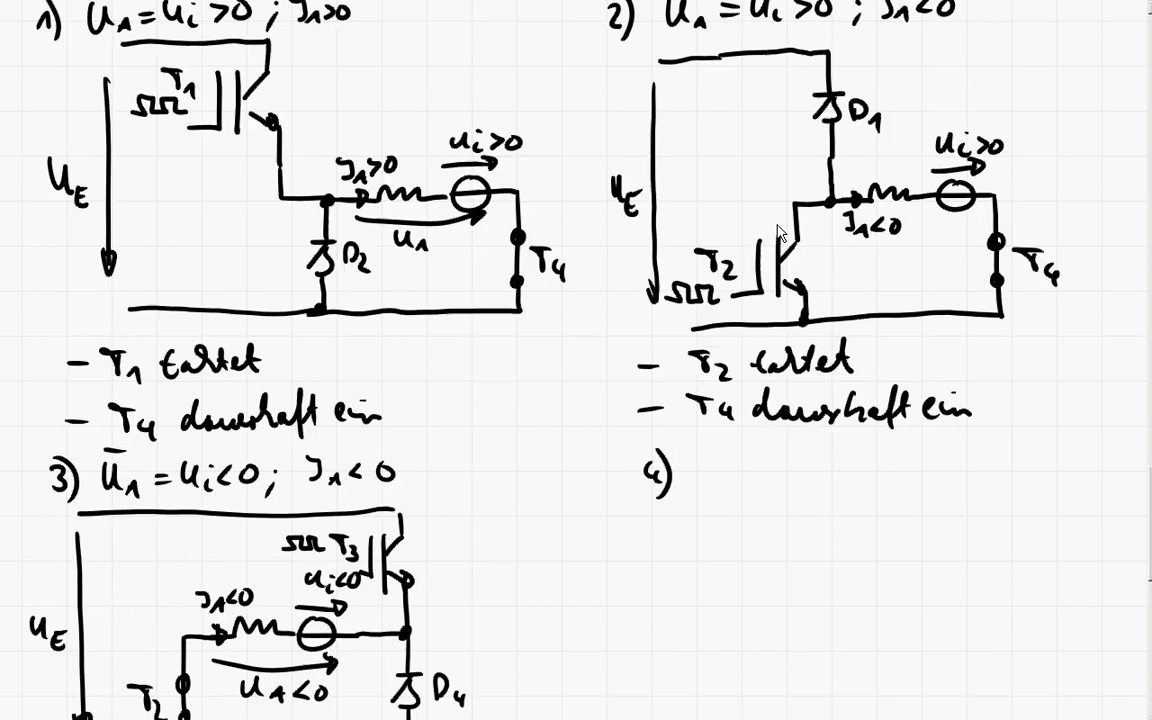 1) U_A = U_i > 0 ; I_A > 0
T_1
U_E
I_A > 0
u_i > 0
U_A
D_2
T_4
– T_1 taktet
– T_4 dauerhaft ein
2) U_A = U_i > 0 ; I_A < 0
D_1
U_E
u_i > 0
I_A < 0
T_2
T_4
– T_2 taktet
– T_4 dauerhaft ein
3) Ū_A = U_i < 0 ; I_A < 0
T_3
u_i < 0
I_A < 0
U_E
U_A < 0
T_2
D_4
4)